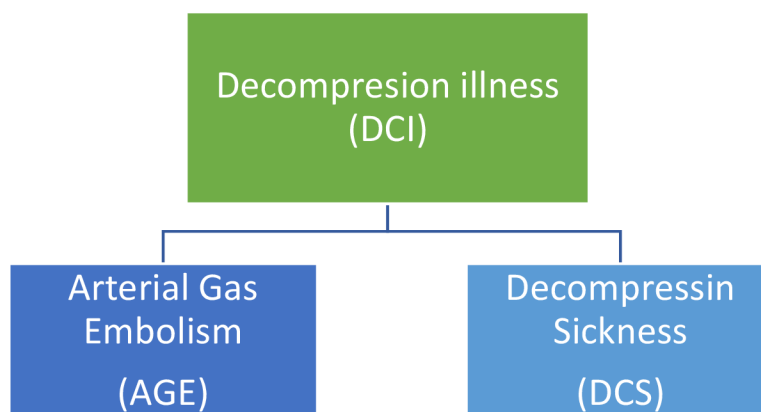 Decompresion illness
(DCI)
Arterial Gas
Embolism
(AGE)
Decompressin
Sickness
(DCS)